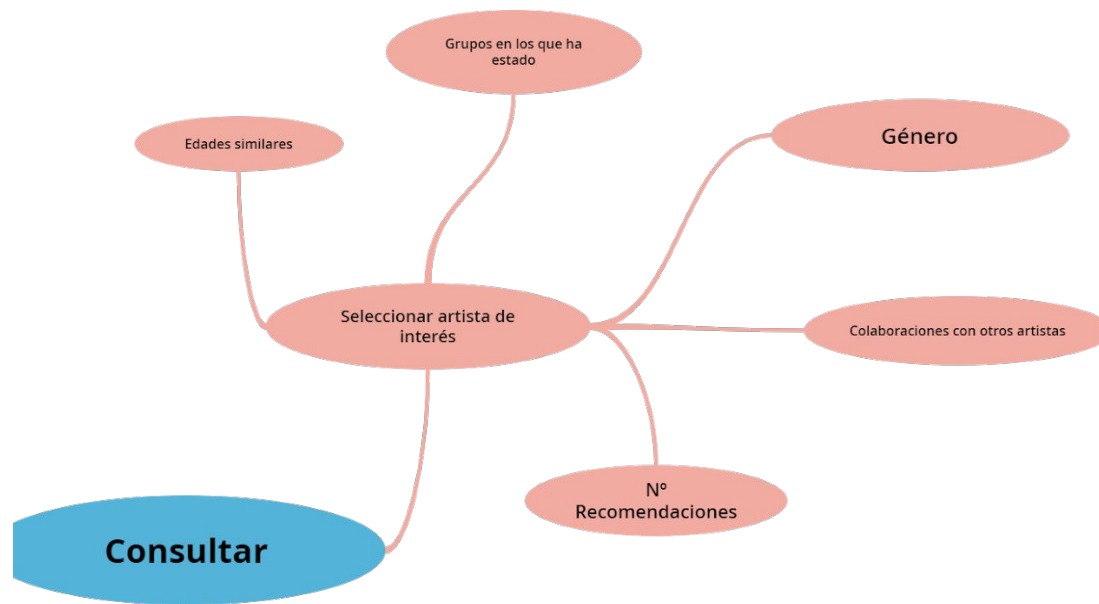 Grupos en los que ha
estado
Edades similares
Género
Seleccionar artista de
interés
Colaboraciones con otros artistas
Nº
Recomendaciones
Consultar